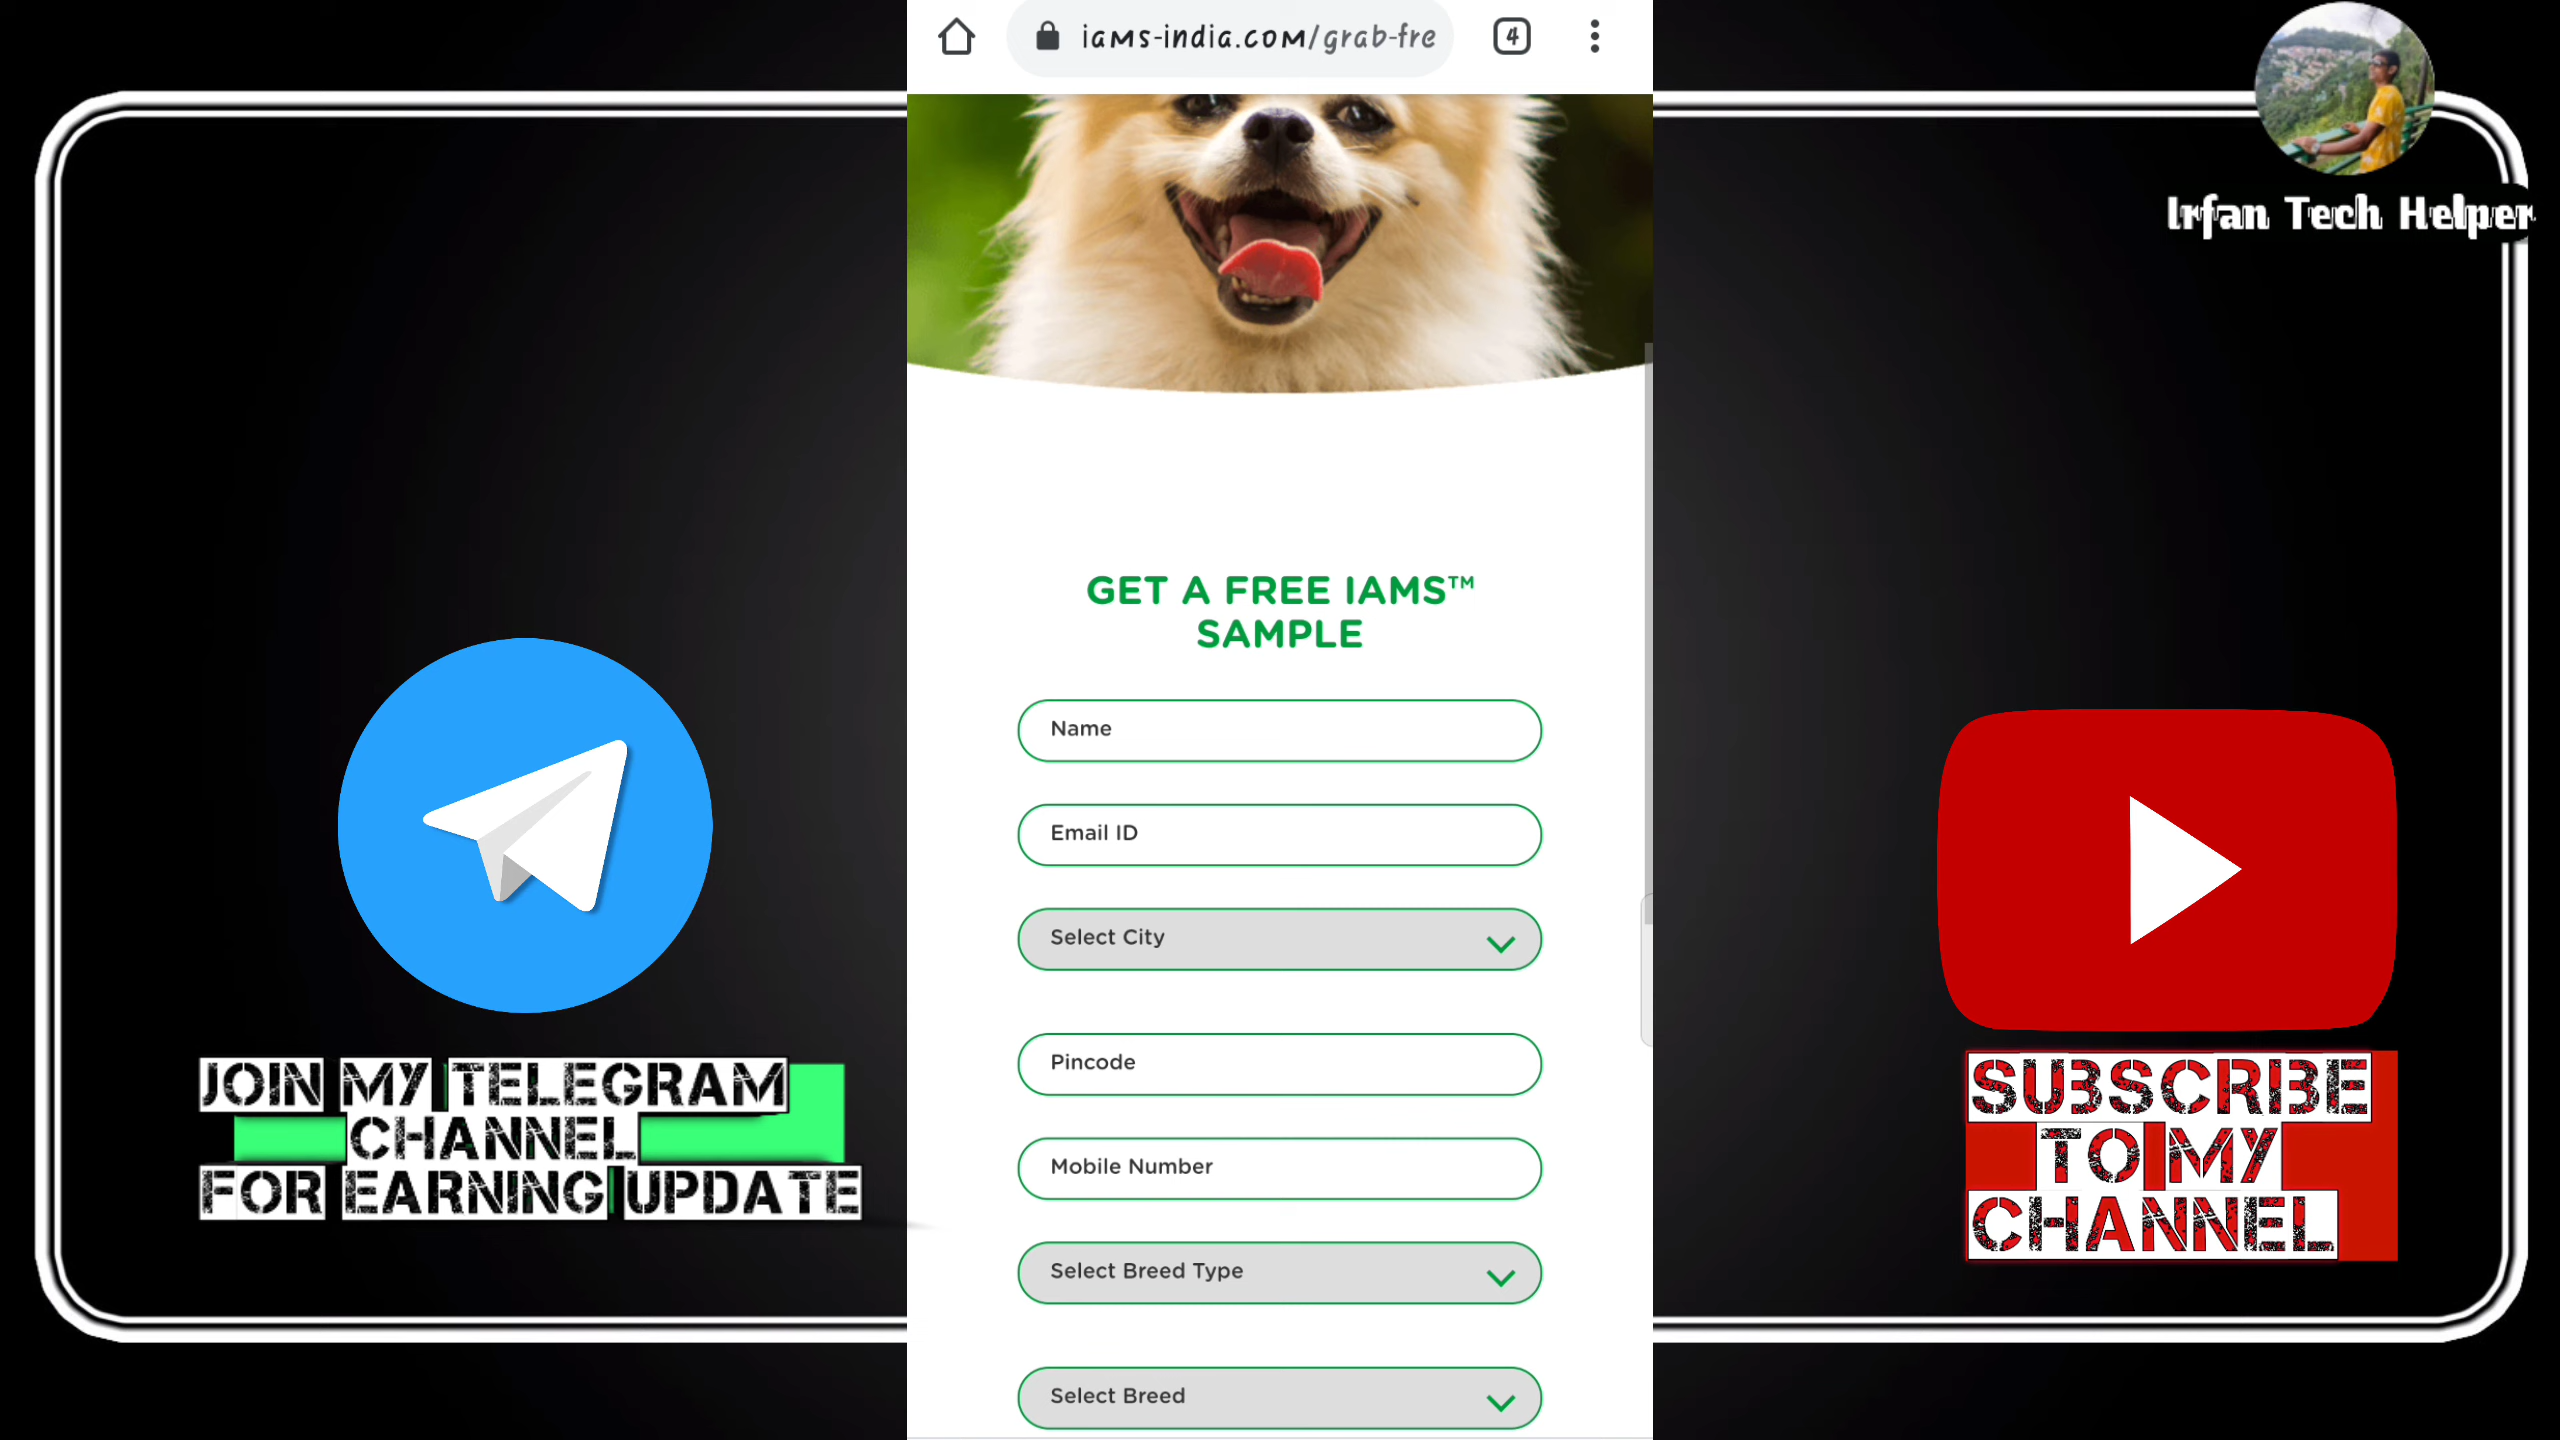 iams-india.com/grab-fre
4
Irfan Tech Helper
GET A FREE IAMS™
SAMPLE
Name
Email ID
Select City
Pincode
Mobile Number
Select Breed Type
Select Breed
JOIN MY TELEGRAM
CHANNEL
FOR EARNING UPDATE
SUBSCRIBE
TO MY
CHANNEL